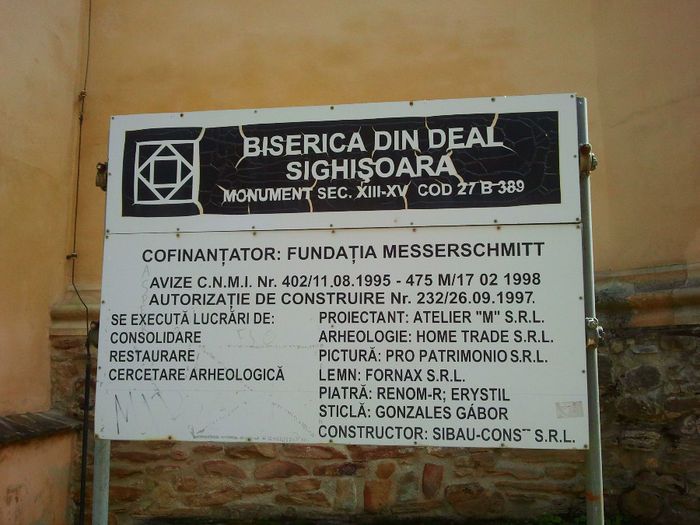 BISERICA DIN DEAL
SIGHIŞOARA
MONUMENT SEC. XIII-XV COD 27 B 389
COFINANȚATOR: FUNDAȚIA MESSERSCHMITT
AVIZE C.N.M.I. Nr. 402/11.08.1995 - 475 M/17 02 1998
AUTORIZAȚIE DE CONSTRUIRE Nr. 232/26.09.1997.
SE EXECUTĂ LUCRĂRI DE:
CONSOLIDARE
RESTAURARE
CERCETARE ARHEOLOGICĂ
PROIECTANT: ATELIER "M" S.R.L.
ARHEOLOGIE: HOME TRADE S.R.L.
PICTURĂ: PRO PATRIMONIO S.R.L.
LEMN: FORNAX S.R.L.
PIATRĂ: RENOM-R; ERYSTIL
STICLĂ: GONZALES GÁBOR
CONSTRUCTOR: SIBAU-CONST S.R.L.